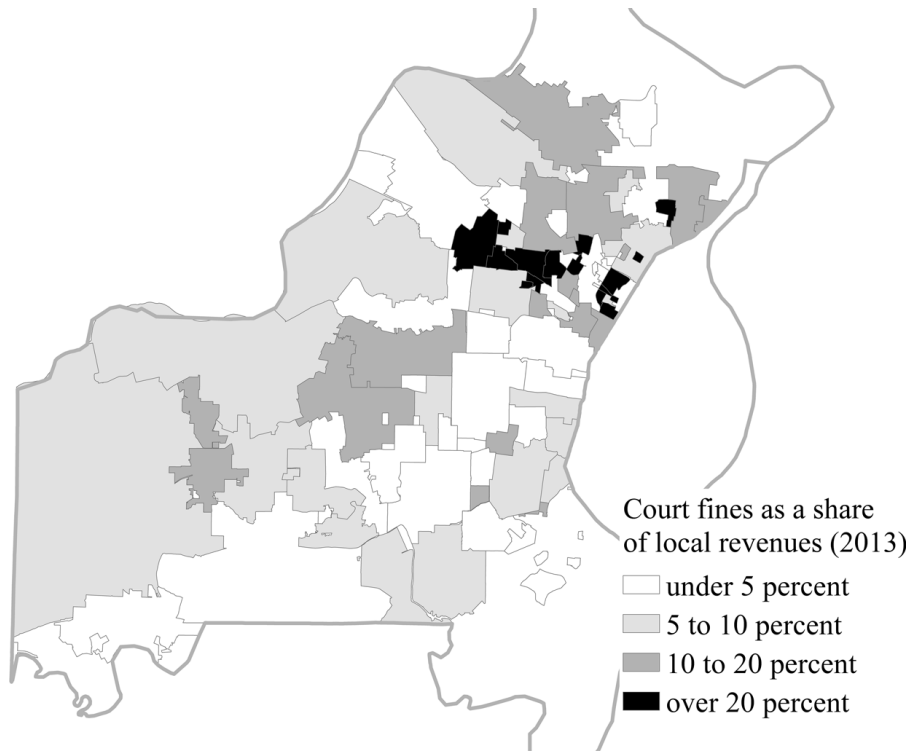 Court fines as a share
of local revenues (2013)
under 5 percent
5 to 10 percent
10 to 20 percent
over 20 percent